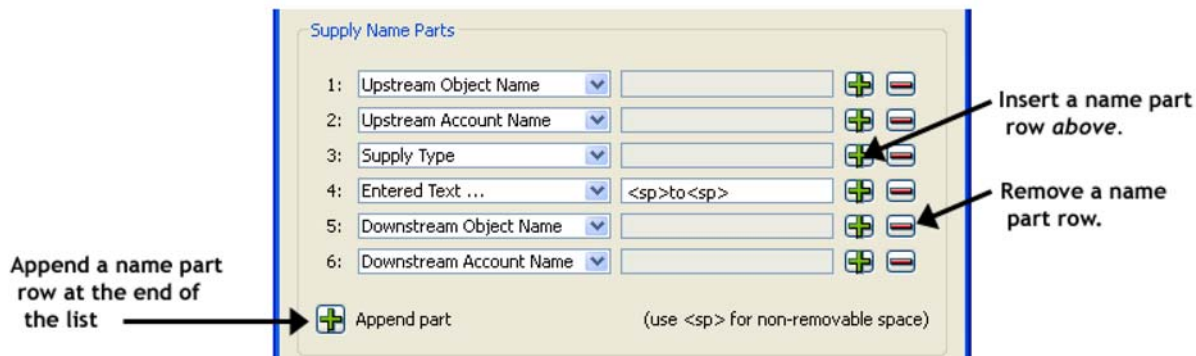 Supply Name Parts
1: Upstream Object Name
2: Upstream Account Name
3: Supply Type
4: Entered Text ... <sp>to<sp>
5: Downstream Object Name
6: Downstream Account Name
Append part (use <sp> for non-removable space)
Insert a name part
row above.
Remove a name
part row.
Append a name part
row at the end of
the list